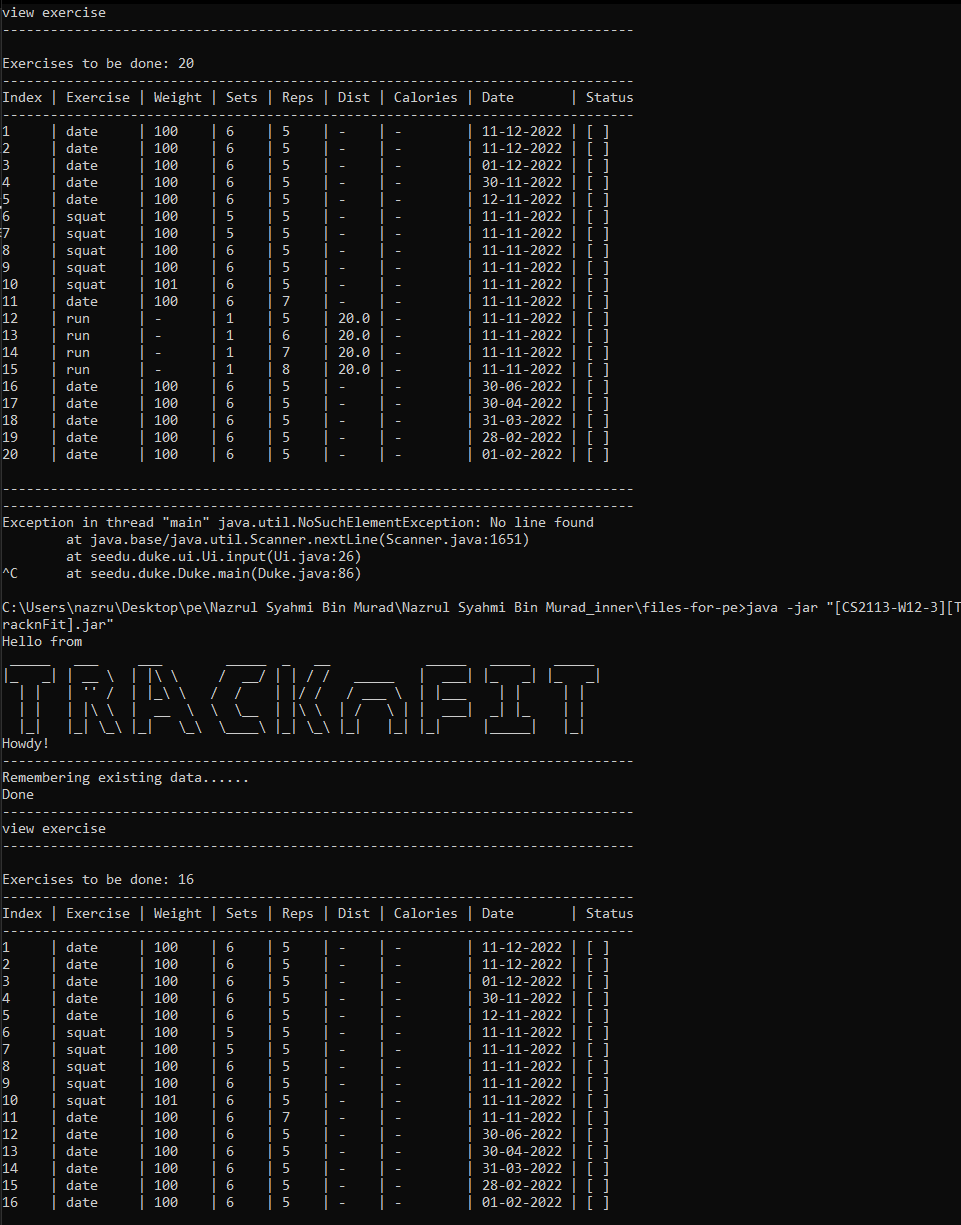 view exercise
-------------------------------------------------------------------------------
Exercises to be done: 20
-------------------------------------------------------------------------------
Index | Exercise | Weight | Sets | Reps | Dist | Calories | Date       | Status
-------------------------------------------------------------------------------
1     | date     | 100    | 6    | 5    | -    | -        | 11-12-2022 | [ ]
2     | date     | 100    | 6    | 5    | -    | -        | 11-12-2022 | [ ]
3     | date     | 100    | 6    | 5    | -    | -        | 01-12-2022 | [ ]
4     | date     | 100    | 6    | 5    | -    | -        | 30-11-2022 | [ ]
5     | date     | 100    | 6    | 5    | -    | -        | 12-11-2022 | [ ]
6     | squat    | 100    | 5    | 5    | -    | -        | 11-11-2022 | [ ]
7     | squat    | 100    | 5    | 5    | -    | -        | 11-11-2022 | [ ]
8     | squat    | 100    | 6    | 5    | -    | -        | 11-11-2022 | [ ]
9     | squat    | 100    | 6    | 5    | -    | -        | 11-11-2022 | [ ]
10    | squat    | 101    | 6    | 5    | -    | -        | 11-11-2022 | [ ]
11    | date     | 100    | 6    | 7    | -    | -        | 11-11-2022 | [ ]
12    | run      | -      | 1    | 5    | 20.0 | -        | 11-11-2022 | [ ]
13    | run      | -      | 1    | 6    | 20.0 | -        | 11-11-2022 | [ ]
14    | run      | -      | 1    | 7    | 20.0 | -        | 11-11-2022 | [ ]
15    | run      | -      | 1    | 8    | 20.0 | -        | 11-11-2022 | [ ]
16    | date     | 100    | 6    | 5    | -    | -        | 30-06-2022 | [ ]
17    | date     | 100    | 6    | 5    | -    | -        | 30-04-2022 | [ ]
18    | date     | 100    | 6    | 5    | -    | -        | 31-03-2022 | [ ]
19    | date     | 100    | 6    | 5    | -    | -        | 28-02-2022 | [ ]
20    | date     | 100    | 6    | 5    | -    | -        | 01-02-2022 | [ ]
-------------------------------------------------------------------------------
-------------------------------------------------------------------------------
Exception in thread "main" java.util.NoSuchElementException: No line found
        at java.base/java.util.Scanner.nextLine(Scanner.java:1651)
        at seedu.duke.ui.Ui.input(Ui.java:26)
^C      at seedu.duke.Duke.main(Duke.java:86)
C:\Users\nazru\Desktop\pe\Nazrul Syahmi Bin Murad\Nazrul Syahmi Bin Murad_inner\files-for-pe>java -jar "[CS2113-W12-3][T
racknFit].jar"
Hello from
TRACKnFIT
Howdy!
-------------------------------------------------------------------------------
Remembering existing data......
Done
-------------------------------------------------------------------------------
view exercise
-------------------------------------------------------------------------------
Exercises to be done: 16
-------------------------------------------------------------------------------
Index | Exercise | Weight | Sets | Reps | Dist | Calories | Date       | Status
-------------------------------------------------------------------------------
1     | date     | 100    | 6    | 5    | -    | -        | 11-12-2022 | [ ]
2     | date     | 100    | 6    | 5    | -    | -        | 11-12-2022 | [ ]
3     | date     | 100    | 6    | 5    | -    | -        | 01-12-2022 | [ ]
4     | date     | 100    | 6    | 5    | -    | -        | 30-11-2022 | [ ]
5     | date     | 100    | 6    | 5    | -    | -        | 12-11-2022 | [ ]
6     | squat    | 100    | 5    | 5    | -    | -        | 11-11-2022 | [ ]
7     | squat    | 100    | 5    | 5    | -    | -        | 11-11-2022 | [ ]
8     | squat    | 100    | 6    | 5    | -    | -        | 11-11-2022 | [ ]
9     | squat    | 100    | 6    | 5    | -    | -        | 11-11-2022 | [ ]
10    | squat    | 101    | 6    | 5    | -    | -        | 11-11-2022 | [ ]
11    | date     | 100    | 6    | 7    | -    | -        | 11-11-2022 | [ ]
12    | date     | 100    | 6    | 5    | -    | -        | 30-06-2022 | [ ]
13    | date     | 100    | 6    | 5    | -    | -        | 30-04-2022 | [ ]
14    | date     | 100    | 6    | 5    | -    | -        | 31-03-2022 | [ ]
15    | date     | 100    | 6    | 5    | -    | -        | 28-02-2022 | [ ]
16    | date     | 100    | 6    | 5    | -    | -        | 01-02-2022 | [ ]